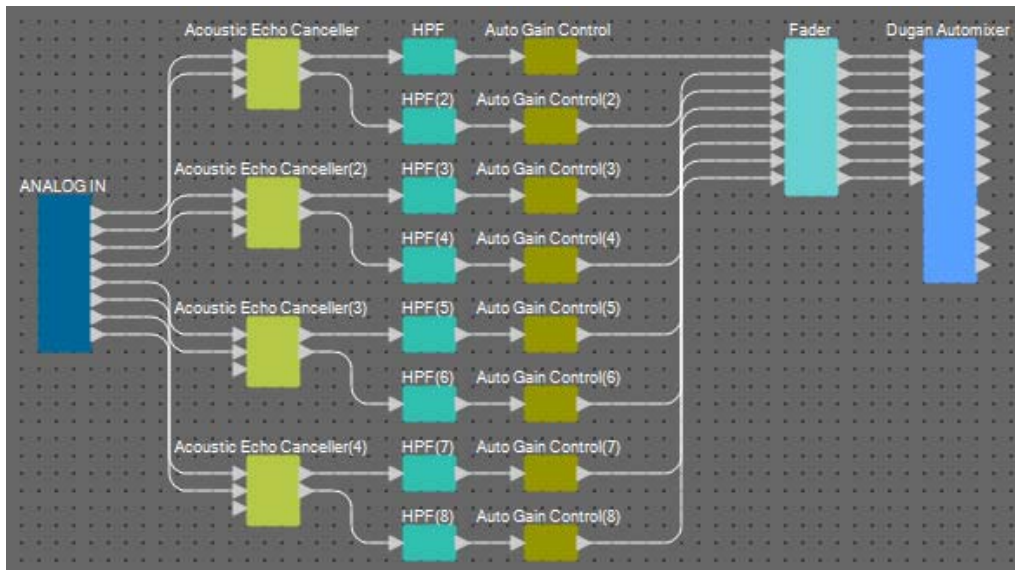 Acoustic Echo Canceller HPF Auto Gain Control Fader Dugan Automixer
HPF(2) Auto Gain Control(2)
Acoustic Echo Canceller(2) HPF(3) Auto Gain Control(3)
ANALOG IN
HPF(4) Auto Gain Control(4)
Acoustic Echo Canceller(3) HPF(5) Auto Gain Control(5)
HPF(6) Auto Gain Control(6)
Acoustic Echo Canceller(4) HPF(7) Auto Gain Control(7)
HPF(8) Auto Gain Control(8)